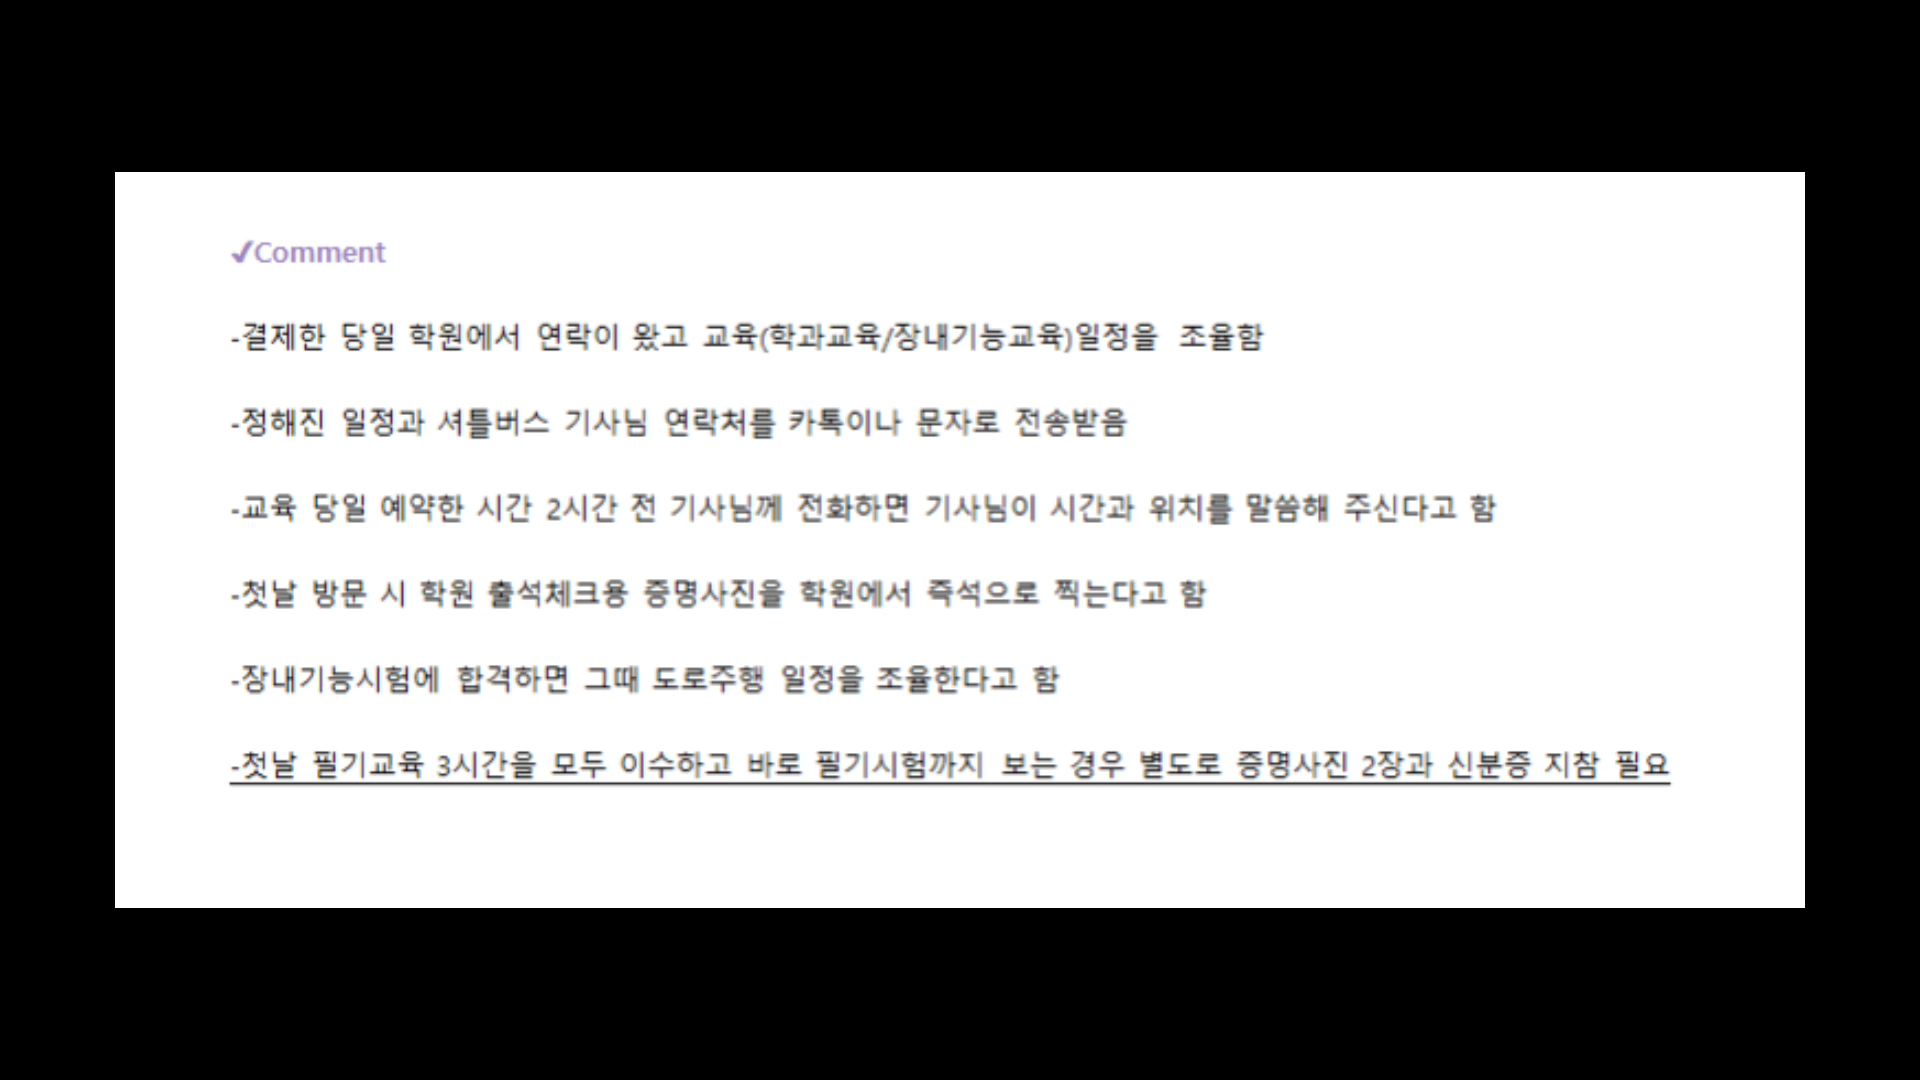 ✔Comment
-결제한 당일 학원에서 연락이 왔고 교육(학과교육/장내기능교육)일정을 조율함
-정해진 일정과 셔틀버스 기사님 연락처를 카톡이나 문자로 전송받음
-교육 당일 예약한 시간 2시간 전 기사님께 전화하면 기사님이 시간과 위치를 말씀해 주신다고 함
-첫날 방문 시 학원 출석체크용 증명사진을 학원에서 즉석으로 찍는다고 함
-장내기능시험에 합격하면 그때 도로주행 일정을 조율한다고 함
-첫날 필기교육 3시간을 모두 이수하고 바로 필기시험까지 보는 경우 별도로 증명사진 2장과 신분증 지참 필요